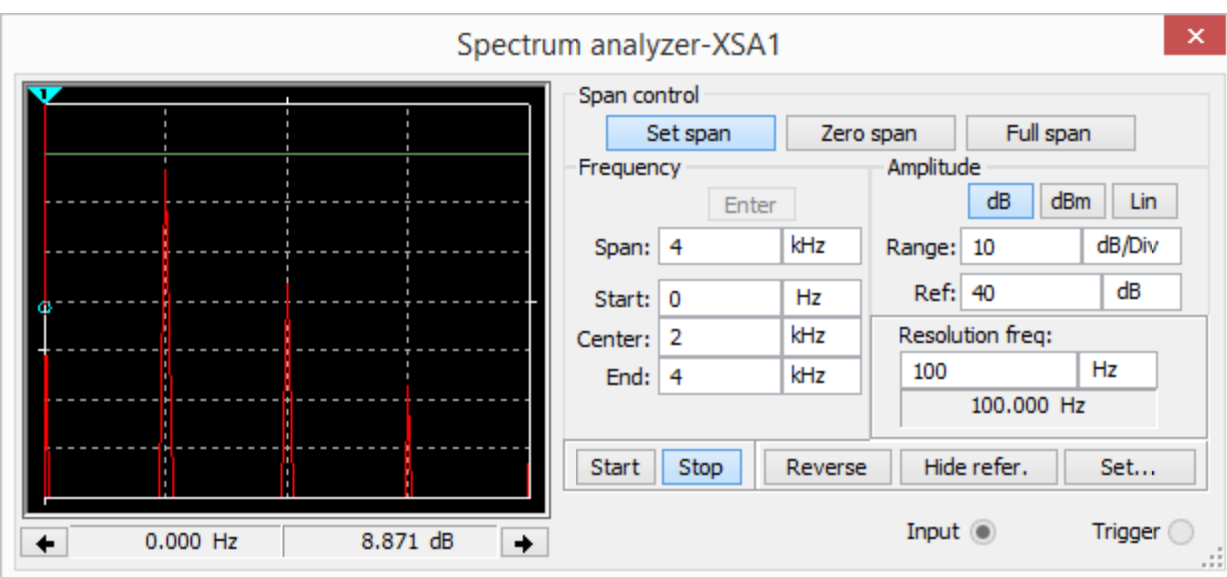 Spectrum analyzer-XSA1
×
1
Span control
Set span Zero span Full span
Frequency
Enter
Span: 4 kHz
Start: 0 Hz
Center: 2 kHz
End: 4 kHz
Amplitude
dB dBm Lin
Range: 10 dB/Div
Ref: 40 dB
Resolution freq:
100 Hz
100.000 Hz
Start Stop Reverse Hide refer. Set...
0.000 Hz 8.871 dB
Input Trigger